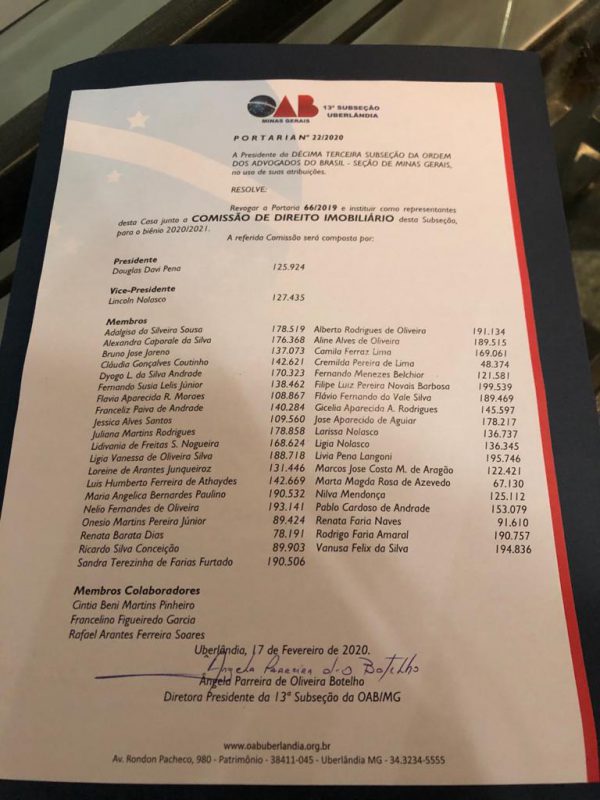 OAB
MINAS GERAIS
13ª SUBSEÇÃO
UBERLÂNDIA
PORTARIA Nº 22/2020
A Presidente da DÉCIMA TERCEIRA SUBSEÇÃO DA ORDEM
DOS ADVOGADOS DO BRASIL - SEÇÃO DE MINAS GERAIS,
no uso de suas atribuições.
RESOLVE:
Revogar a Portaria 66/2019 e instituir como representantes
desta Casa junto a COMISSÃO DE DIREITO IMOBILIÁRIO desta Subseção,
para o biênio 2020/2021.
A referida Comissão será composta por:
Presidente
Douglas Davi Pena 125.924
Vice-Presidente
Lincoln Nolasco 127.435
Membros
Adalgisa da Silveira Sousa 178.519 Alberto Rodrigues de Oliveira 191.134
Alexandra Caporale da Silva 176.368 Aline Alves de Oliveira 189.515
Bruno Jose Jareno 137.073 Camila Ferraz Lima 169.061
Cláudia Gonçalves Coutinho 142.621 Cremilda Pereira de Lima 48.374
Dyogo L. da Silva Andrade 170.323 Fernando Menezes Belchior 121.581
Fernando Susia Lelis Júnior 138.462 Filipe Luiz Pereira Novais Barbosa 199.539
Flavia Aparecida R. Moraes 108.867 Flávio Fernando do Vale Silva 189.469
Franceliz Paiva de Andrade 140.284 Gicelia Aparecida A. Rodrigues 145.597
Jessica Alves Santos 109.560 Jose Aparecido de Aguiar 178.217
Juliana Martins Rodrigues 178.858 Larissa Nolasco 136.737
Lidivania de Freitas S. Nogueira 168.624 Ligia Nolasco 136.345
Ligia Vanessa de Oliveira Silva 188.718 Livia Pena Langoni 195.746
Loreine de Arantes Junqueiroz 131.446 Marcos Jose Costa M. de Aragão 122.421
Luis Humberto Ferreira de Athaydes 142.669 Marta Magda Rosa de Azevedo 67.130
Maria Angelica Bernardes Paulino 190.532 Nilva Mendonça 125.112
Nelio Fernandes de Oliveira 193.141 Pablo Cardoso de Andrade 153.079
Onesio Martins Pereira Júnior 89.424 Renata Faria Naves 91.610
Renata Barata Dias 78.191 Rodrigo Faria Amaral 190.757
Ricardo Silva Conceição 89.903 Vanusa Felix da Silva 194.836
Sandra Terezinha de Farias Furtado 190.506
Membros Colaboradores
Cintia Beni Martins Pinheiro
Francelino Figueiredo Garcia
Rafael Arantes Ferreira Soares
Uberlândia, 17 de Fevereiro de 2020.
Ângela Parreira d. O Botelho
Ângela Parreira de Oliveira Botelho
Diretora Presidente da 13ª Subseção da OAB/MG
www.oabuberlandia.org.br
Av. Rondon Pacheco, 980 - Patrimônio - 38411-045 - Uberlândia MG - 34.3234-5555